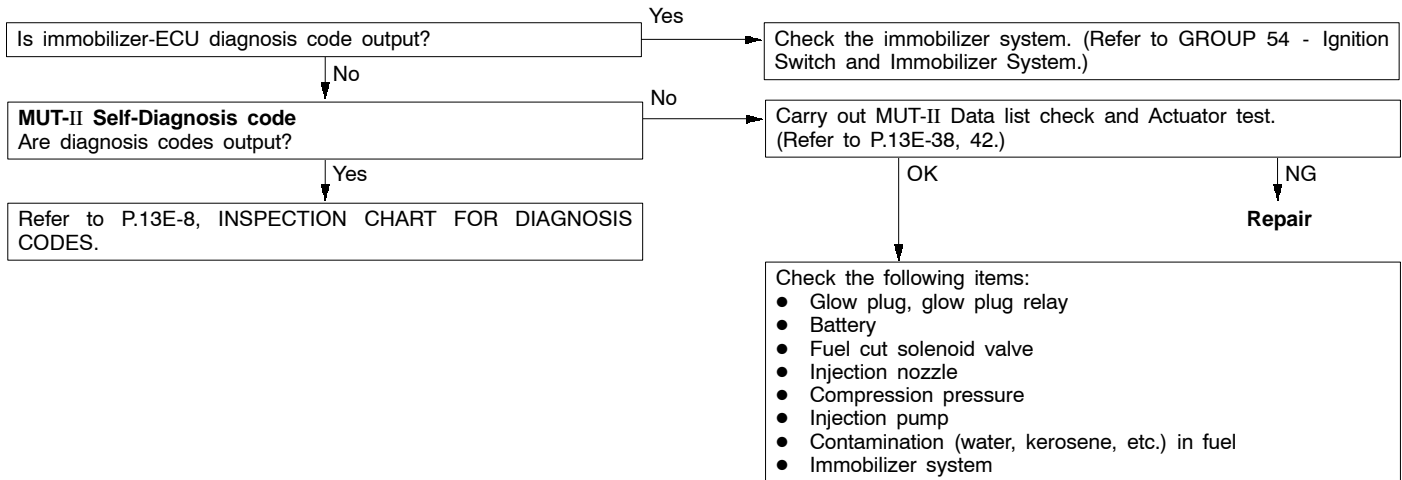 Is immobilizer-ECU diagnosis code output?
Yes
Check the immobilizer system. (Refer to GROUP 54 - Ignition
Switch and Immobilizer System.)
No
MUT-II Self-Diagnosis code
Are diagnosis codes output?
No
Carry out MUT-II Data list check and Actuator test.
(Refer to P.13E-38, 42.)
Yes
OK
NG
Refer to P.13E-8, INSPECTION CHART FOR DIAGNOSIS
CODES.
Repair
Check the following items:
● Glow plug, glow plug relay
● Battery
● Fuel cut solenoid valve
● Injection nozzle
● Compression pressure
● Injection pump
● Contamination (water, kerosene, etc.) in fuel
● Immobilizer system